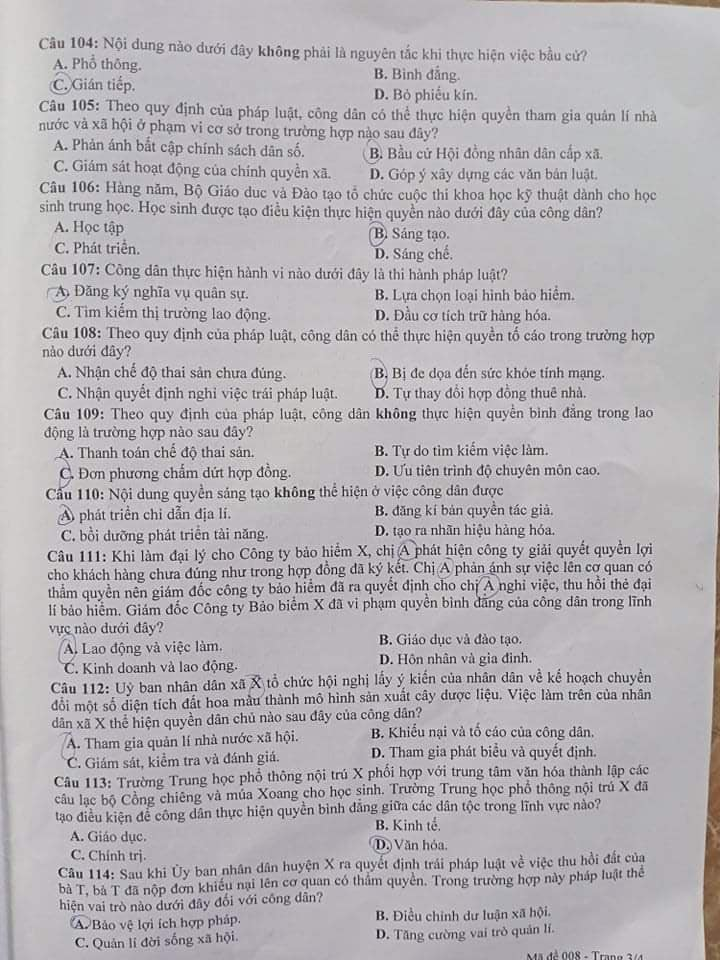 Câu 104: Nội dung nào dưới đây không phải là nguyên tắc khi thực hiện việc bầu cử?
A. Phổ thông. B. Bình đẳng.
C. Gián tiếp. D. Bỏ phiếu kín.
Câu 105: Theo quy định của pháp luật, công dân có thể thực hiện quyền tham gia quản lí nhà
nước và xã hội ở phạm vi cơ sở trong trường hợp nào sau đây?
A. Phản ánh bất cập chính sách dân số. B. Bầu cử Hội đồng nhân dân cấp xã.
C. Giám sát hoạt động của chính quyền xã. D. Góp ý xây dựng các văn bản luật.
Câu 106: Hàng năm, Bộ Giáo dục và Đào tạo tổ chức cuộc thi khoa học kỹ thuật dành cho học
sinh trung học. Học sinh được tạo điều kiện thực hiện quyền nào dưới đây của công dân?
A. Học tập B. Sáng tạo.
C. Phát triển. D. Sáng chế.
Câu 107: Công dân thực hiện hành vi nào dưới đây là thi hành pháp luật?
A. Đăng ký nghĩa vụ quân sự. B. Lựa chọn loại hình bảo hiểm.
C. Tìm kiếm thị trường lao động. D. Đầu cơ tích trữ hàng hóa.
Câu 108: Theo quy định của pháp luật, công dân có thể thực hiện quyền tố cáo trong trường hợp
nào dưới đây?
A. Nhận chế độ thai sản chưa đúng. B. Bị đe dọa đến sức khỏe tính mạng.
C. Nhận quyết định nghỉ việc trái pháp luật. D. Tự thay đổi hợp đồng thuê nhà.
Câu 109: Theo quy định của pháp luật, công dân không thực hiện quyền bình đẳng trong lao
động là trường hợp nào sau đây?
A. Thanh toán chế độ thai sản. B. Tự do tìm kiếm việc làm.
C. Đơn phương chấm dứt hợp đồng. D. Ưu tiên trình độ chuyên môn cao.
Câu 110: Nội dung quyền sáng tạo không thể hiện ở việc công dân được
A. phát triển chỉ dẫn địa lí. B. đăng kí bản quyền tác giả.
C. bồi dưỡng phát triển tài năng. D. tạo ra nhãn hiệu hàng hóa.
Câu 111: Khi làm đại lý cho Công ty bảo hiểm X, chị A phát hiện công ty giải quyết quyền lợi
cho khách hàng chưa đúng như trong hợp đồng đã ký kết. Chị A phản ánh sự việc lên cơ quan có
thẩm quyền nên giám đốc công ty bảo hiểm đã ra quyết định cho chị A nghỉ việc, thu hồi thẻ đại
lí bảo hiểm. Giám đốc Công ty Bảo biểm X đã vi phạm quyền bình đẳng của công dân trong lĩnh
vực nào dưới đây?
A. Lao động và việc làm. B. Giáo dục và đào tạo.
C. Kinh doanh và lao động. D. Hôn nhân và gia đình.
Câu 112: Uỷ ban nhân dân xã X tổ chức hội nghị lấy ý kiến của nhân dân về kế hoạch chuyển
đổi một số diện tích đất hoa mầu thành mô hình sản xuất cây dược liệu. Việc làm trên của nhân
dân xã X thể hiện quyền dân chủ nào sau đây của công dân?
A. Tham gia quản lí nhà nước xã hội. B. Khiếu nại và tố cáo của công dân.
C. Giám sát, kiểm tra và đánh giá. D. Tham gia phát biểu và quyết định.
Câu 113: Trường Trung học phổ thông nội trú X phối hợp với trung tâm văn hóa thành lập các
câu lạc bộ Cồng chiêng và múa Xoang cho học sinh. Trường Trung học phổ thông nội trú X đã
tạo điều kiện để công dân thực hiện quyền bình đẳng giữa các dân tộc trong lĩnh vực nào?
A. Giáo dục. B. Kinh tế.
C. Chính trị. D. Văn hóa.
Câu 114: Sau khi Ủy ban nhân dân huyện X ra quyết định trái pháp luật về việc thu hồi đất của
bà T, bà T đã nộp đơn khiếu nại lên cơ quan có thẩm quyền. Trong trường hợp này pháp luật thể
hiện vai trò nào dưới đây đối với công dân?
A. Bảo vệ lợi ích hợp pháp. B. Điều chỉnh dư luận xã hội.
C. Quản lí đời sống xã hội. D. Tăng cường vai trò quản lí.
Mã đề 008 - Trang 3/4